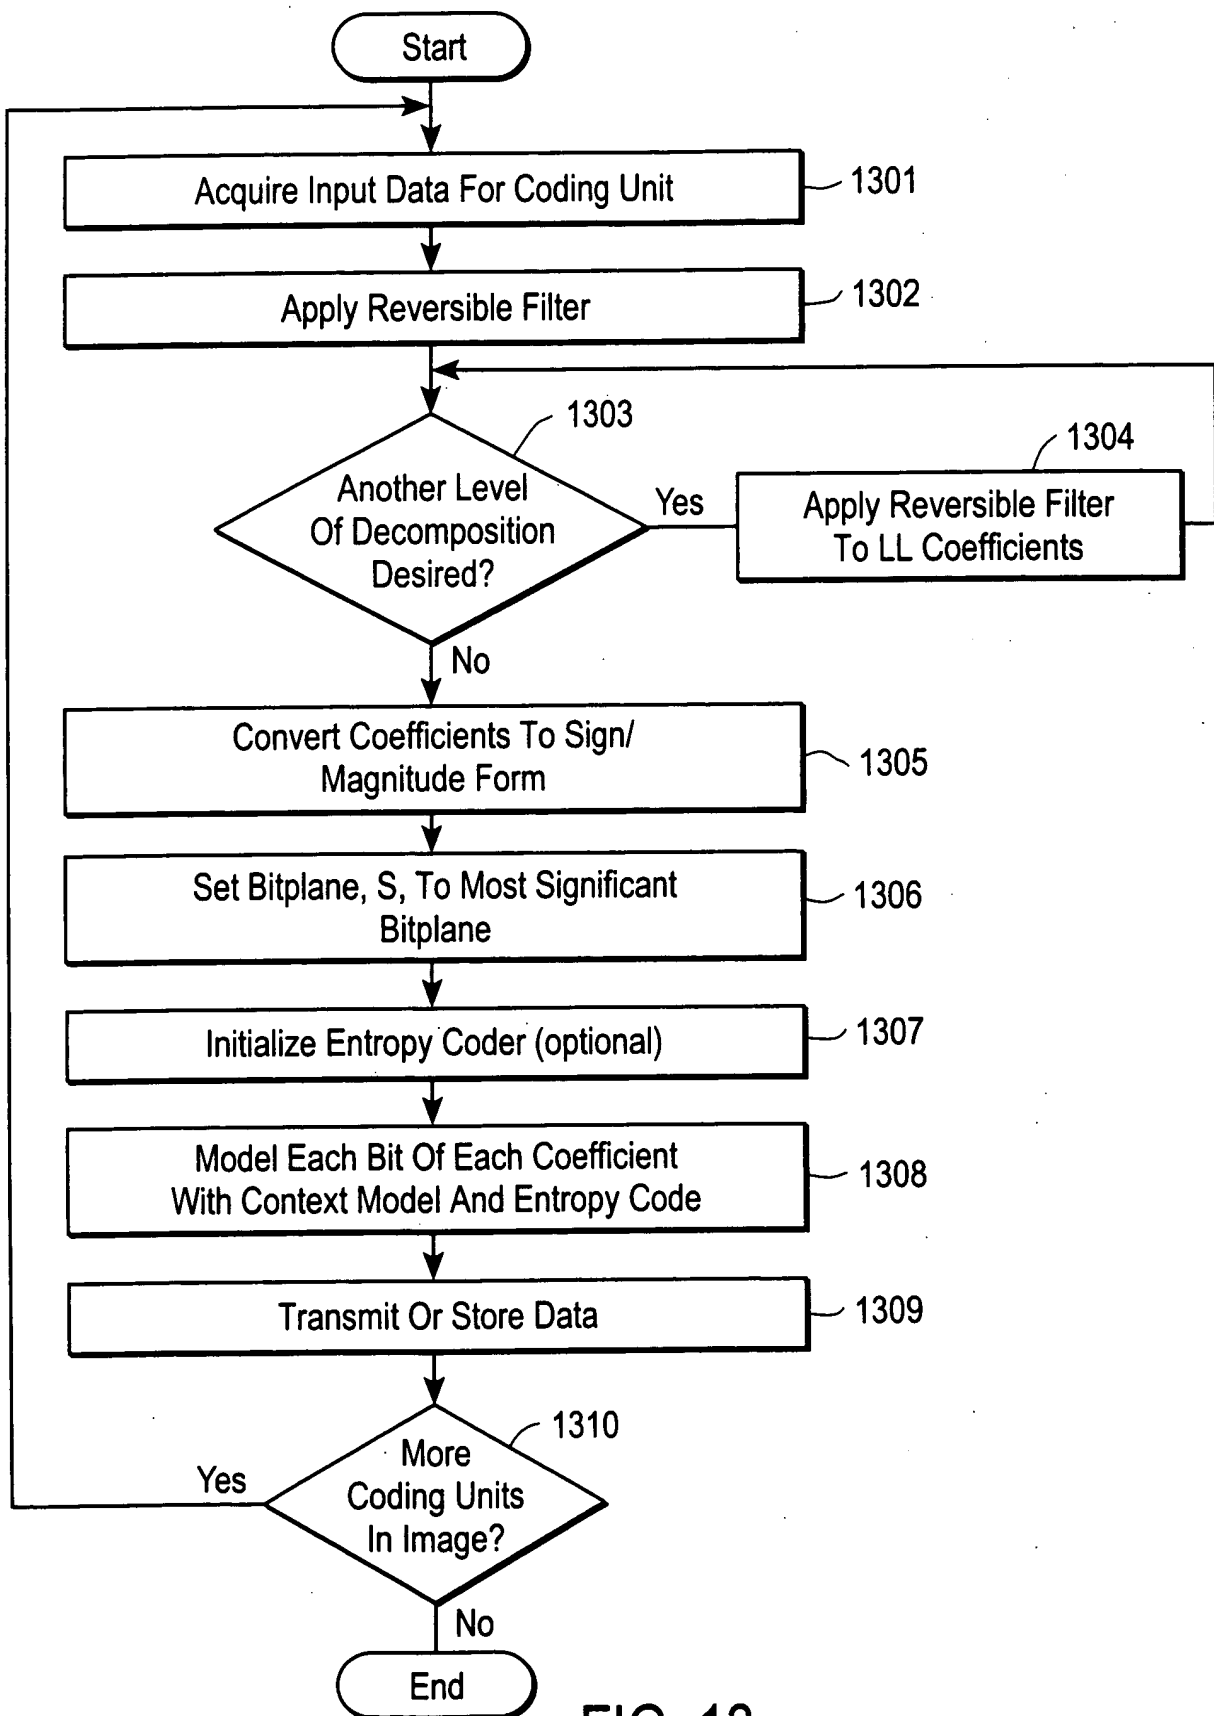 Start
Acquire Input Data For Coding Unit
1301
Apply Reversible Filter
1302
1303
Another Level
Of Decomposition
Desired?
Yes
1304
Apply Reversible Filter
To LL Coefficients
No
Convert Coefficients To Sign/
Magnitude Form
1305
Set Bitplane, S, To Most Significant
Bitplane
1306
Initialize Entropy Coder (optional)
1307
Model Each Bit Of Each Coefficient
With Context Model And Entropy Code
1308
Transmit Or Store Data
1309
1310
More
Coding Units
In Image?
Yes
No
End